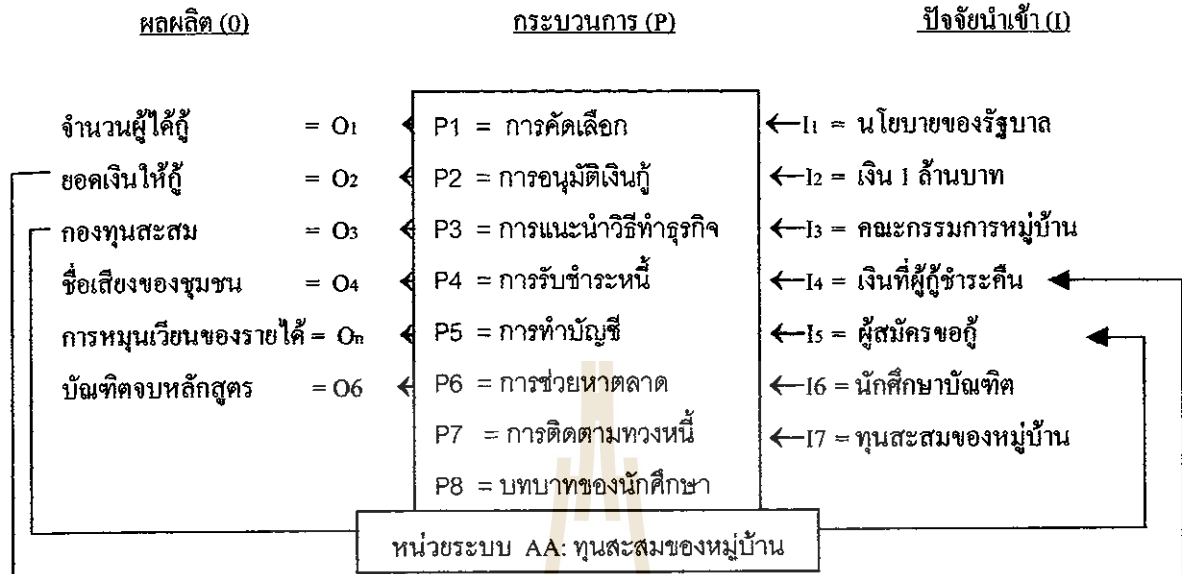 ผลผลิต (0) กระบวนการ (P) ปัจจัยนำเข้า (I)
จำนวนผู้ได้กู้ = O1 P1 = การคัดเลือก I1 = นโยบายของรัฐบาล
ยอดเงินให้กู้ = O2 P2 = การอนุมัติเงินกู้ I2 = เงิน 1 ล้านบาท
กองทุนสะสม = O3 P3 = การแนะนำวิธีทำธุรกิจ I3 = คณะกรรมการหมู่บ้าน
ชื่อเสียงของชุมชน = O4 P4 = การรับชำระหนี้ I4 = เงินที่ผู้กู้ชำระคืน
การหมุนเวียนของรายได้ = On P5 = การทำบัญชี I5 = ผู้สมัครขอกู้
บัณฑิตจบหลักสูตร = O6 P6 = การช่วยหาตลาด I6 = นักศึกษาบัณฑิต
P7 = การติดตามทวงหนี้ I7 = ทุนสะสมของหมู่บ้าน
P8 = บทบาทของนักศึกษา
หน่วยระบบ AA: ทุนสะสมของหมู่บ้าน